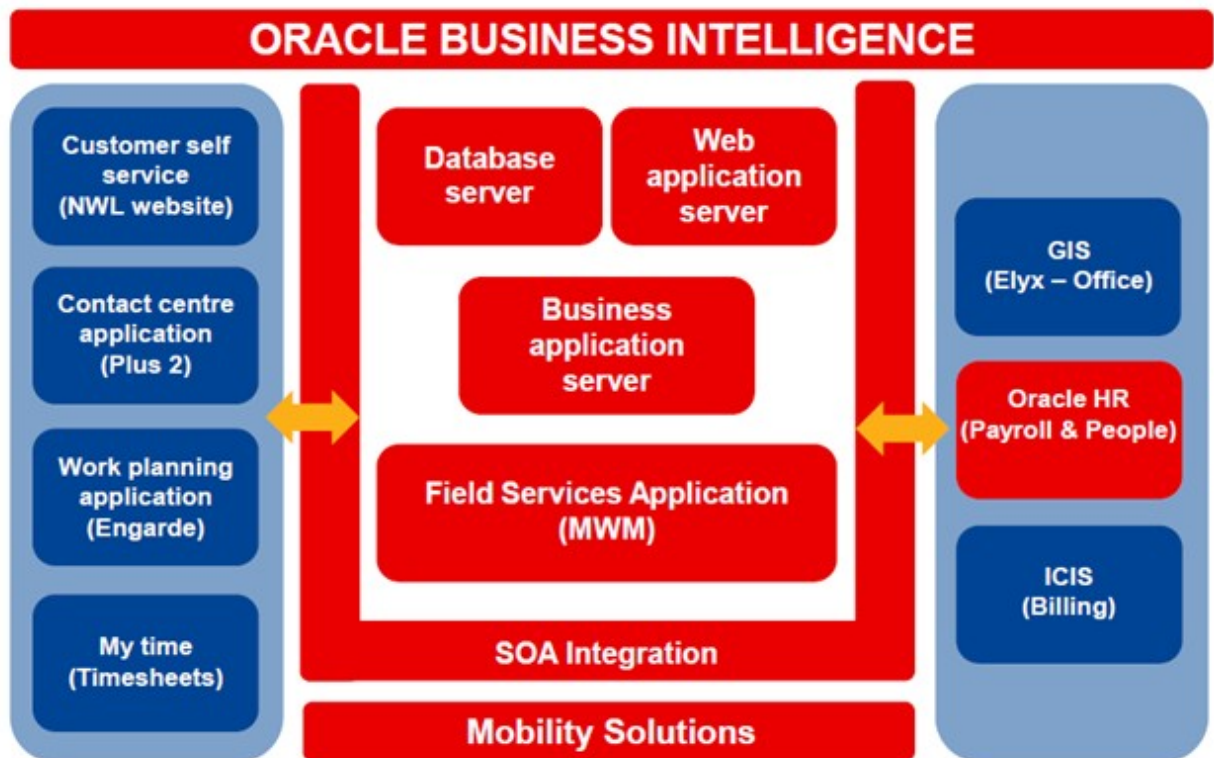 ORACLE BUSINESS INTELLIGENCE
Customer self
service
(NWL website)
Contact centre
application
(Plus 2)
Work planning
application
(Engarde)
My time
(Timesheets)
Database
server
Web
application
server
Business
application
server
Field Services Application
(MWM)
SOA Integration
Mobility Solutions
GIS
(Elyx – Office)
Oracle HR
(Payroll & People)
ICIS
(Billing)